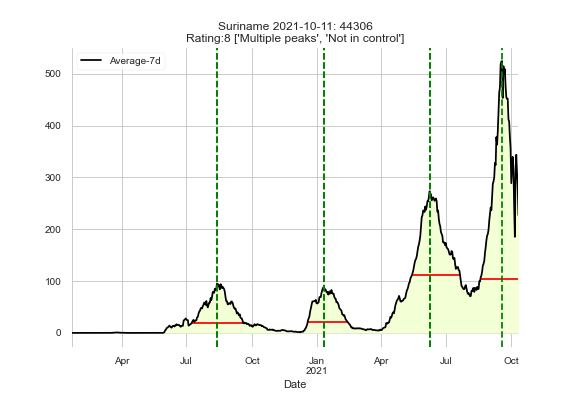 Suriname 2021-10-11: 44306
Rating:8 ['Multiple peaks', 'Not in control']
Average-7d
500
400
300
200
100
0
Apr Jul Oct Jan Apr Jul Oct
2021
Date